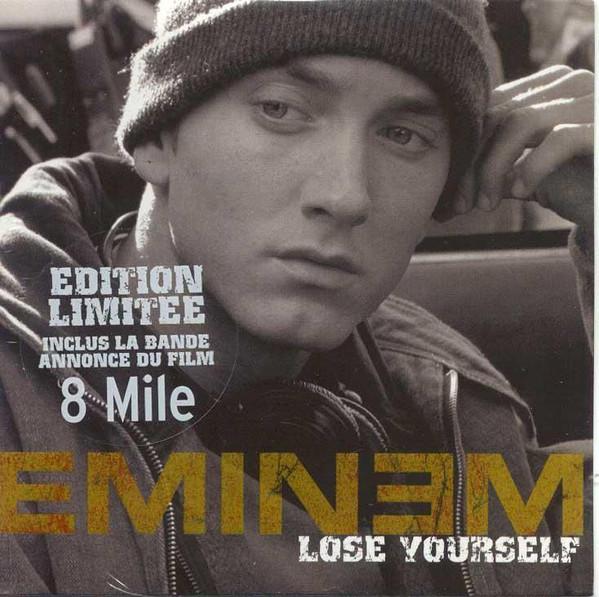 EDITION
LIMITEE
INCLUS LA BANDE
ANNONCE DU FILM
8 Mile
EMINEM
LOSE YOURSELF